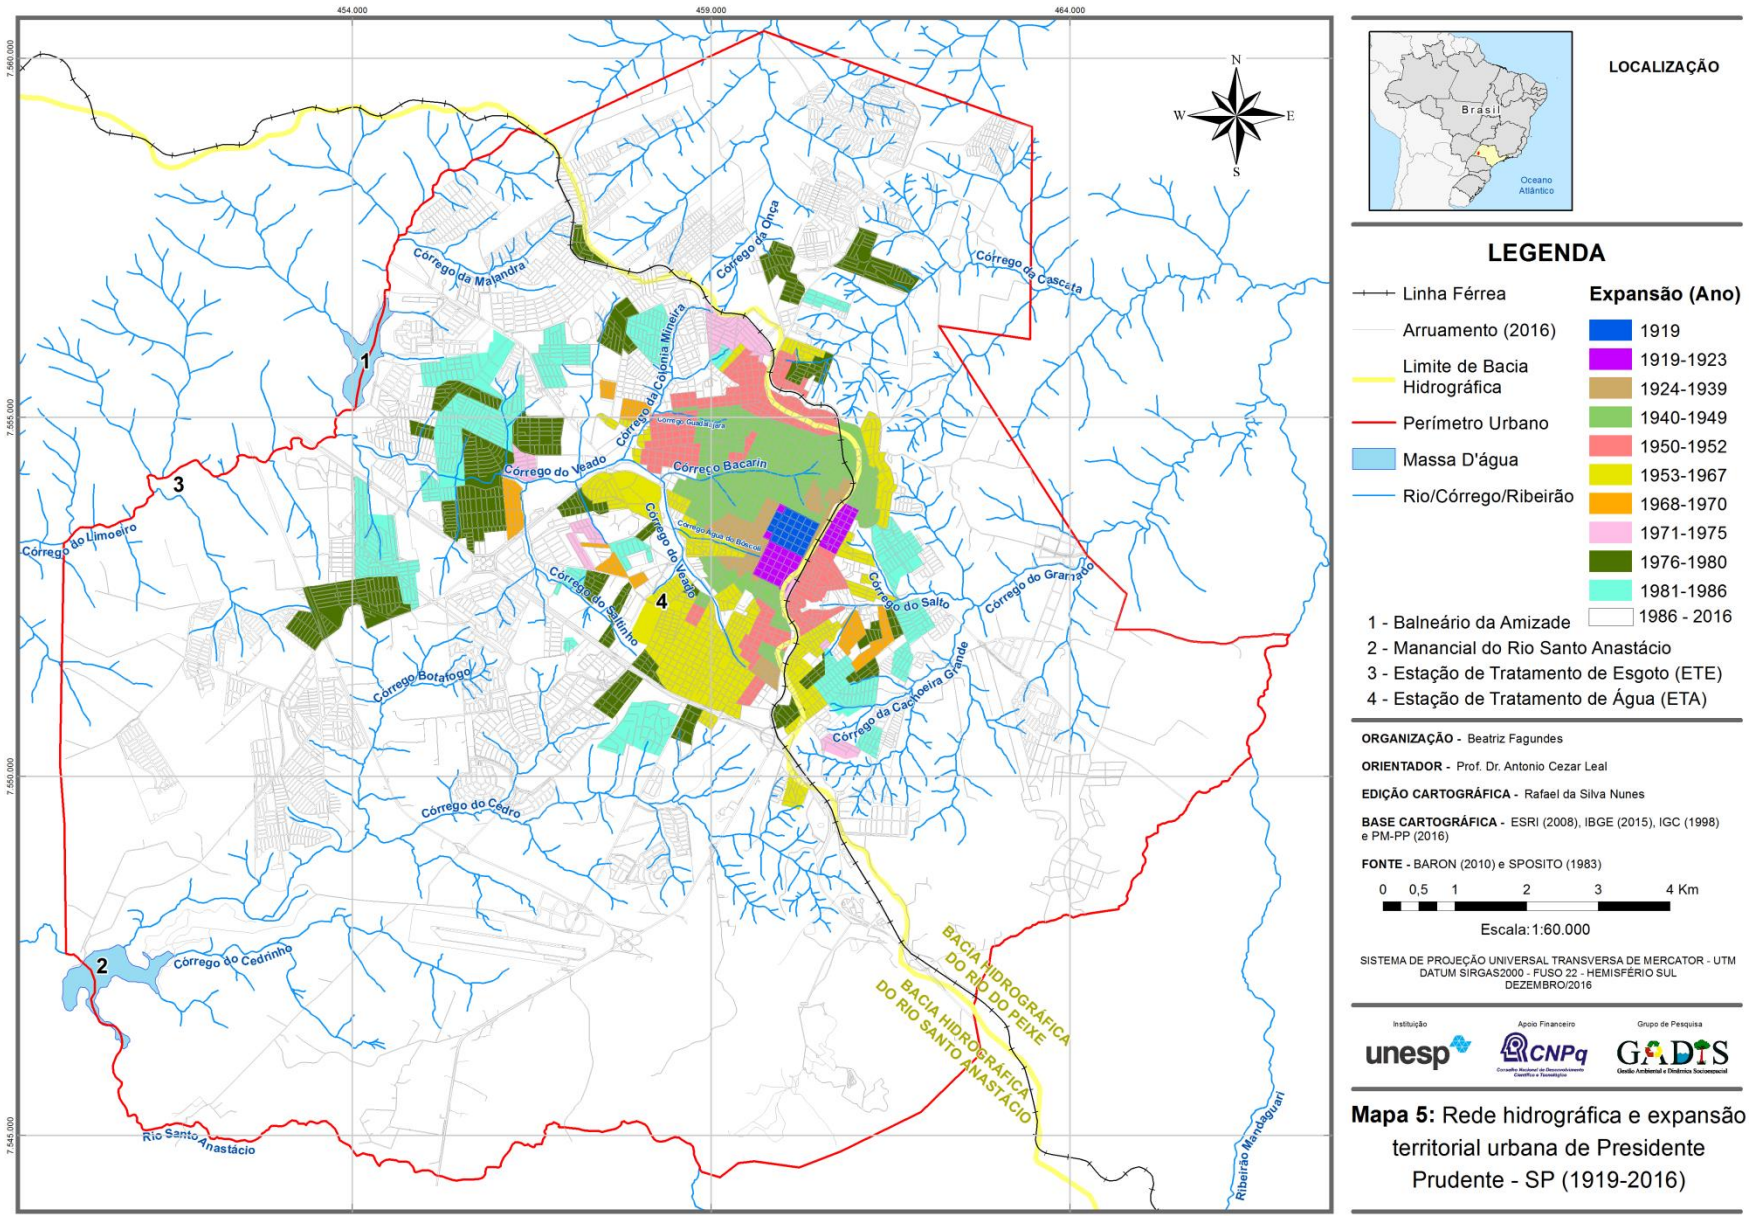 454.000
459.000
464.000
7.560.000
7.555.000
7.550.000
7.545.000
N
W
E
S
Córrego da Malandra
Córrego da Onça
Córrego da Cascata
Córrego da Colônia Mineira
Córrego Guadalajara
Córrego do Veado
Córrego Bacarin
Córrego Água do Bôscoli
Córrego do Veado
Córrego do Limoeiro
Córrego do Saltinho
Córrego do Salto
Córrego do Gramado
Córrego Botafogo
Córrego da Cachoeira Grande
Córrego do Cedro
Córrego do Cedrinho
Rio Santo Anastácio
Ribeirão Mandaguari
1
2
3
4
BACIA HIDROGRÁFICA
DO RIO DO PEIXE
BACIA HIDROGRÁFICA
DO RIO SANTO ANASTÁCIO
LOCALIZAÇÃO
Brasil
Oceano
Atlântico
LEGENDA
Linha Férrea
Arruamento (2016)
Limite de Bacia
Hidrográfica
Perímetro Urbano
Massa D'água
Rio/Córrego/Ribeirão
Expansão (Ano)
1919
1919-1923
1924-1939
1940-1949
1950-1952
1953-1967
1968-1970
1971-1975
1976-1980
1981-1986
1986 - 2016
1 - Balneário da Amizade
2 - Manancial do Rio Santo Anastácio
3 - Estação de Tratamento de Esgoto (ETE)
4 - Estação de Tratamento de Água (ETA)
ORGANIZAÇÃO - Beatriz Fagundes
ORIENTADOR - Prof. Dr. Antonio Cezar Leal
EDIÇÃO CARTOGRÁFICA - Rafael da Silva Nunes
BASE CARTOGRÁFICA - ESRI (2008), IBGE (2015), IGC (1998)
e PM-PP (2016)
FONTE - BARON (2010) e SPOSITO (1983)
0 0,5 1 2 3 4 Km
Escala: 1:60.000
SISTEMA DE PROJEÇÃO UNIVERSAL TRANSVERSA DE MERCATOR - UTM
DATUM SIRGAS2000 - FUSO 22 - HEMISFÉRIO SUL
DEZEMBRO/2016
Instituição
Apoio Financeiro
Grupo de Pesquisa
unesp
CNPq
Conselho Nacional de Desenvolvimento
Científico e Tecnológico
GADIS
Gestão Ambiental e Dinâmica Socioespacial
Mapa 5: Rede hidrográfica e expansão
territorial urbana de Presidente
Prudente - SP (1919-2016)